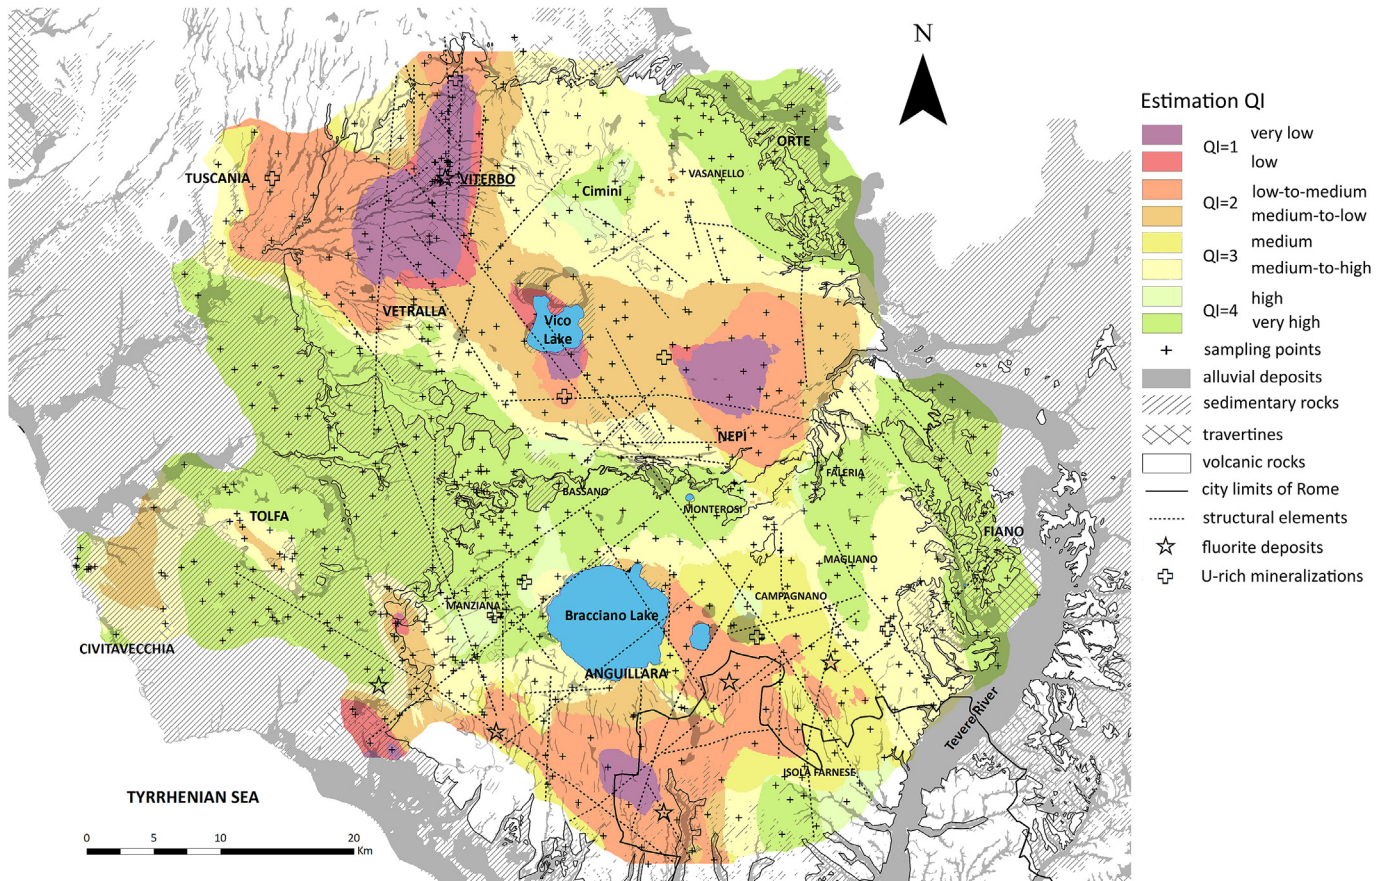 N
Estimation QI
very low
QI=1
low
low-to-medium
QI=2
medium-to-low
medium
QI=3
medium-to-high
high
QI=4
very high
sampling points
alluvial deposits
sedimentary rocks
travertines
volcanic rocks
city limits of Rome
structural elements
fluorite deposits
U-rich mineralizations
ORTE
VASANELLO
TUSCANIA
VITERBO
Cimini
VETRALLA
Vico
Lake
NEPI
FALERIA
BASSANO
MONTEROSI
TOLFA
FIANO
MAGLIANO
CAMPAGNANO
MANZIANA
Bracciano Lake
CIVITAVECCHIA
ANGUILLARA
Tevere River
ISOLA FARNESE
TYRRHENIAN SEA
0 5 10 20
Km